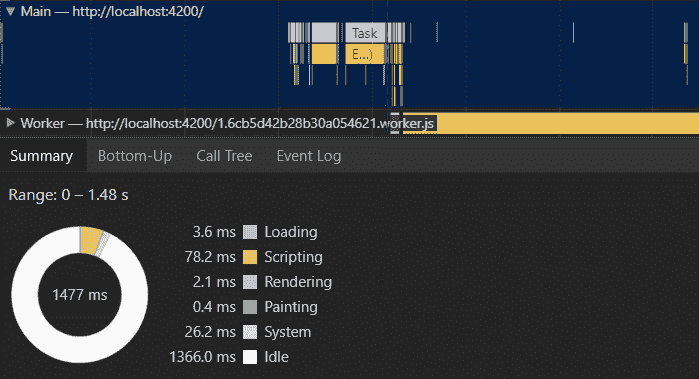 Main — http://localhost:4200/
Task
E...)
Worker — http://localhost:4200/1.6cb5d42b28b30a054621.worker.js
Summary Bottom-Up Call Tree Event Log
Range: 0 – 1.48 s
1477 ms
3.6 ms Loading
78.2 ms Scripting
2.1 ms Rendering
0.4 ms Painting
26.2 ms System
1366.0 ms Idle